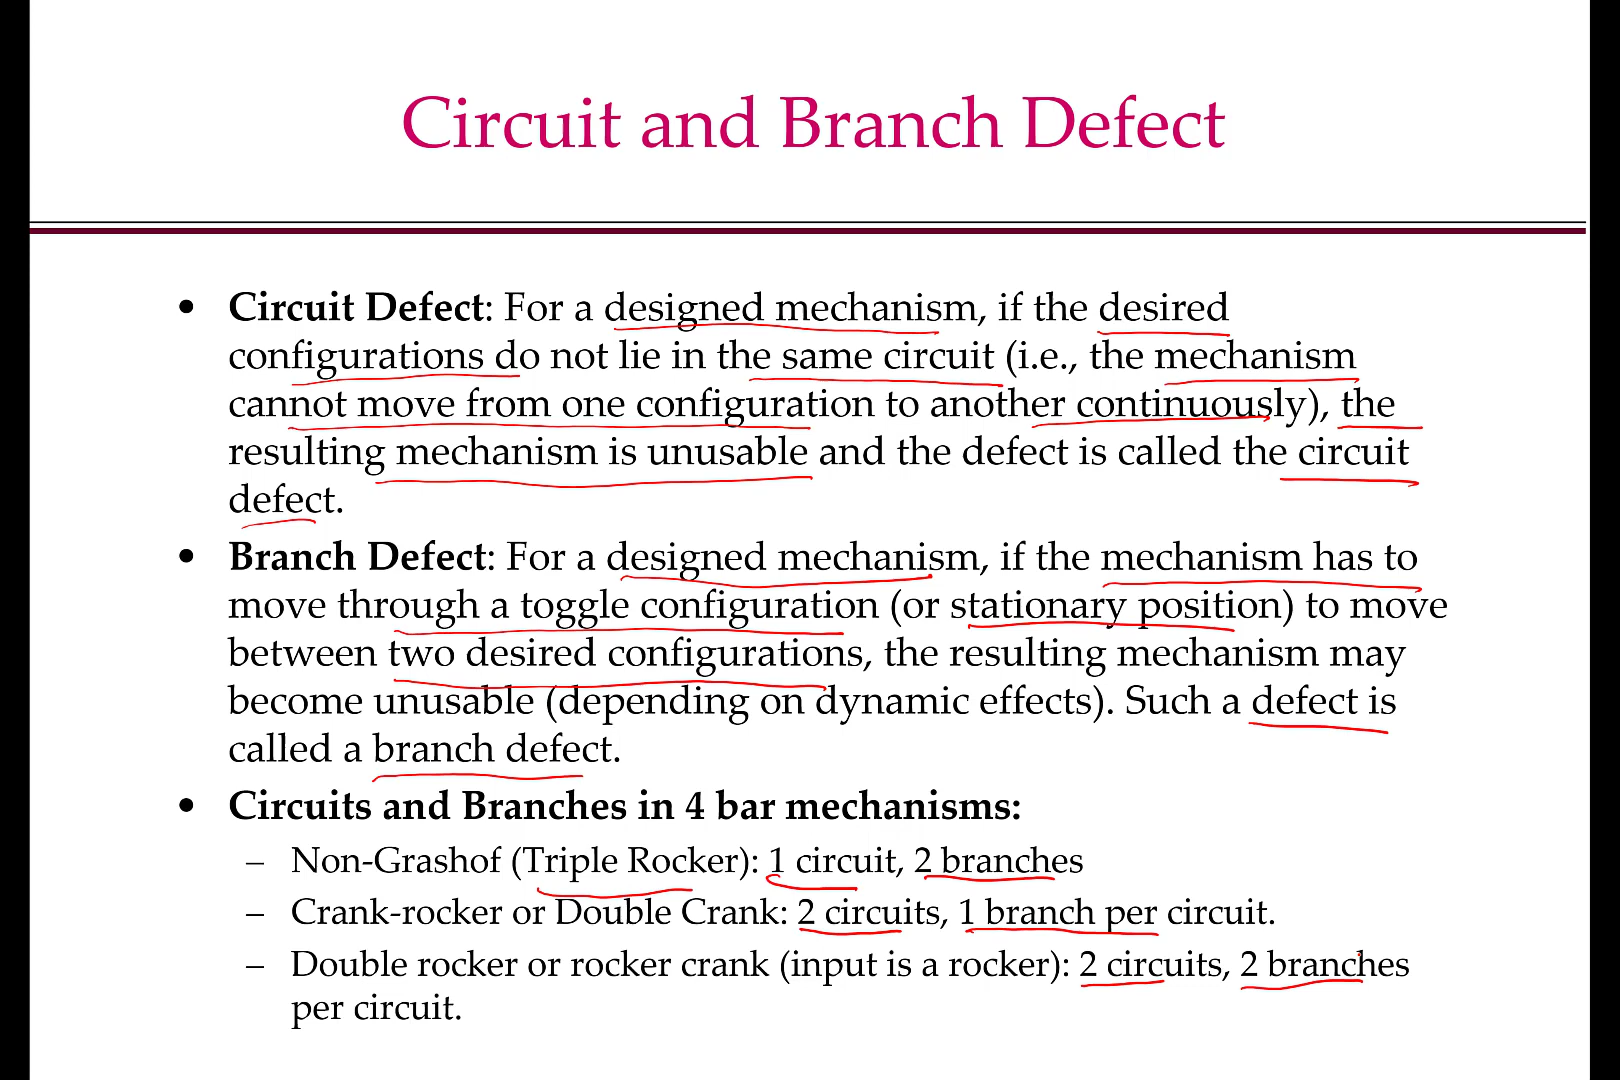 Circuit and Branch Defect
• Circuit Defect: For a designed mechanism, if the desired
configurations do not lie in the same circuit (i.e., the mechanism
cannot move from one configuration to another continuously), the
resulting mechanism is unusable and the defect is called the circuit
defect.
• Branch Defect: For a designed mechanism, if the mechanism has to
move through a toggle configuration (or stationary position) to move
between two desired configurations, the resulting mechanism may
become unusable (depending on dynamic effects). Such a defect is
called a branch defect.
• Circuits and Branches in 4 bar mechanisms:
– Non-Grashof (Triple Rocker): 1 circuit, 2 branches
– Crank-rocker or Double Crank: 2 circuits, 1 branch per circuit.
– Double rocker or rocker crank (input is a rocker): 2 circuits, 2 branches
per circuit.